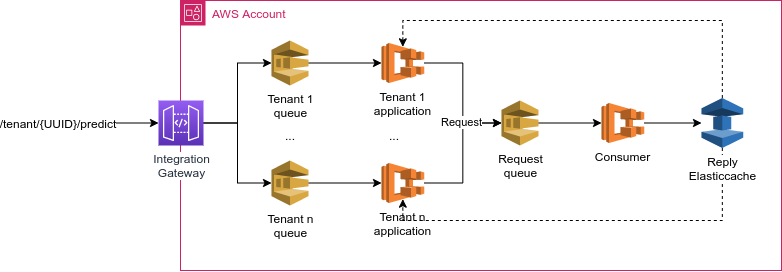 AWS Account
/tenant/{UUID}/predict
Integration
Gateway
Tenant 1
queue
...
Tenant n
queue
Tenant 1
application
...
Tenant n
application
Request
Request
queue
Consumer
Reply
Elasticcache